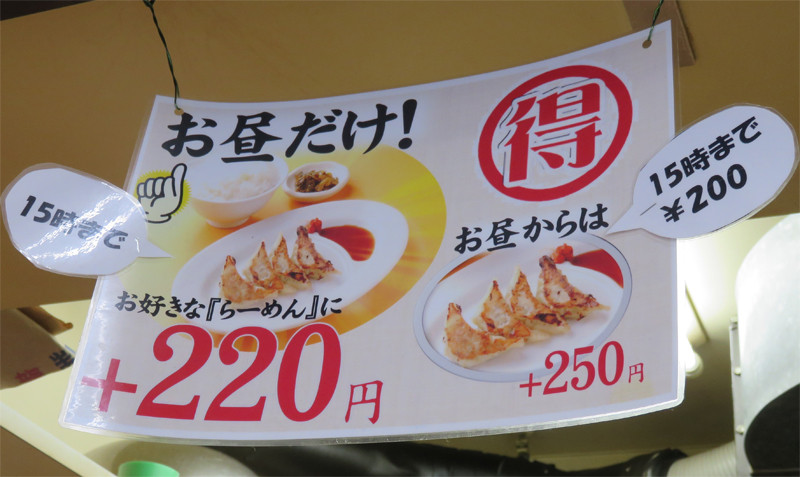 お昼だけ!
得
15時まで
お好きな『らーめん』に
+220円
15時まで
¥200
お昼からは
+250円